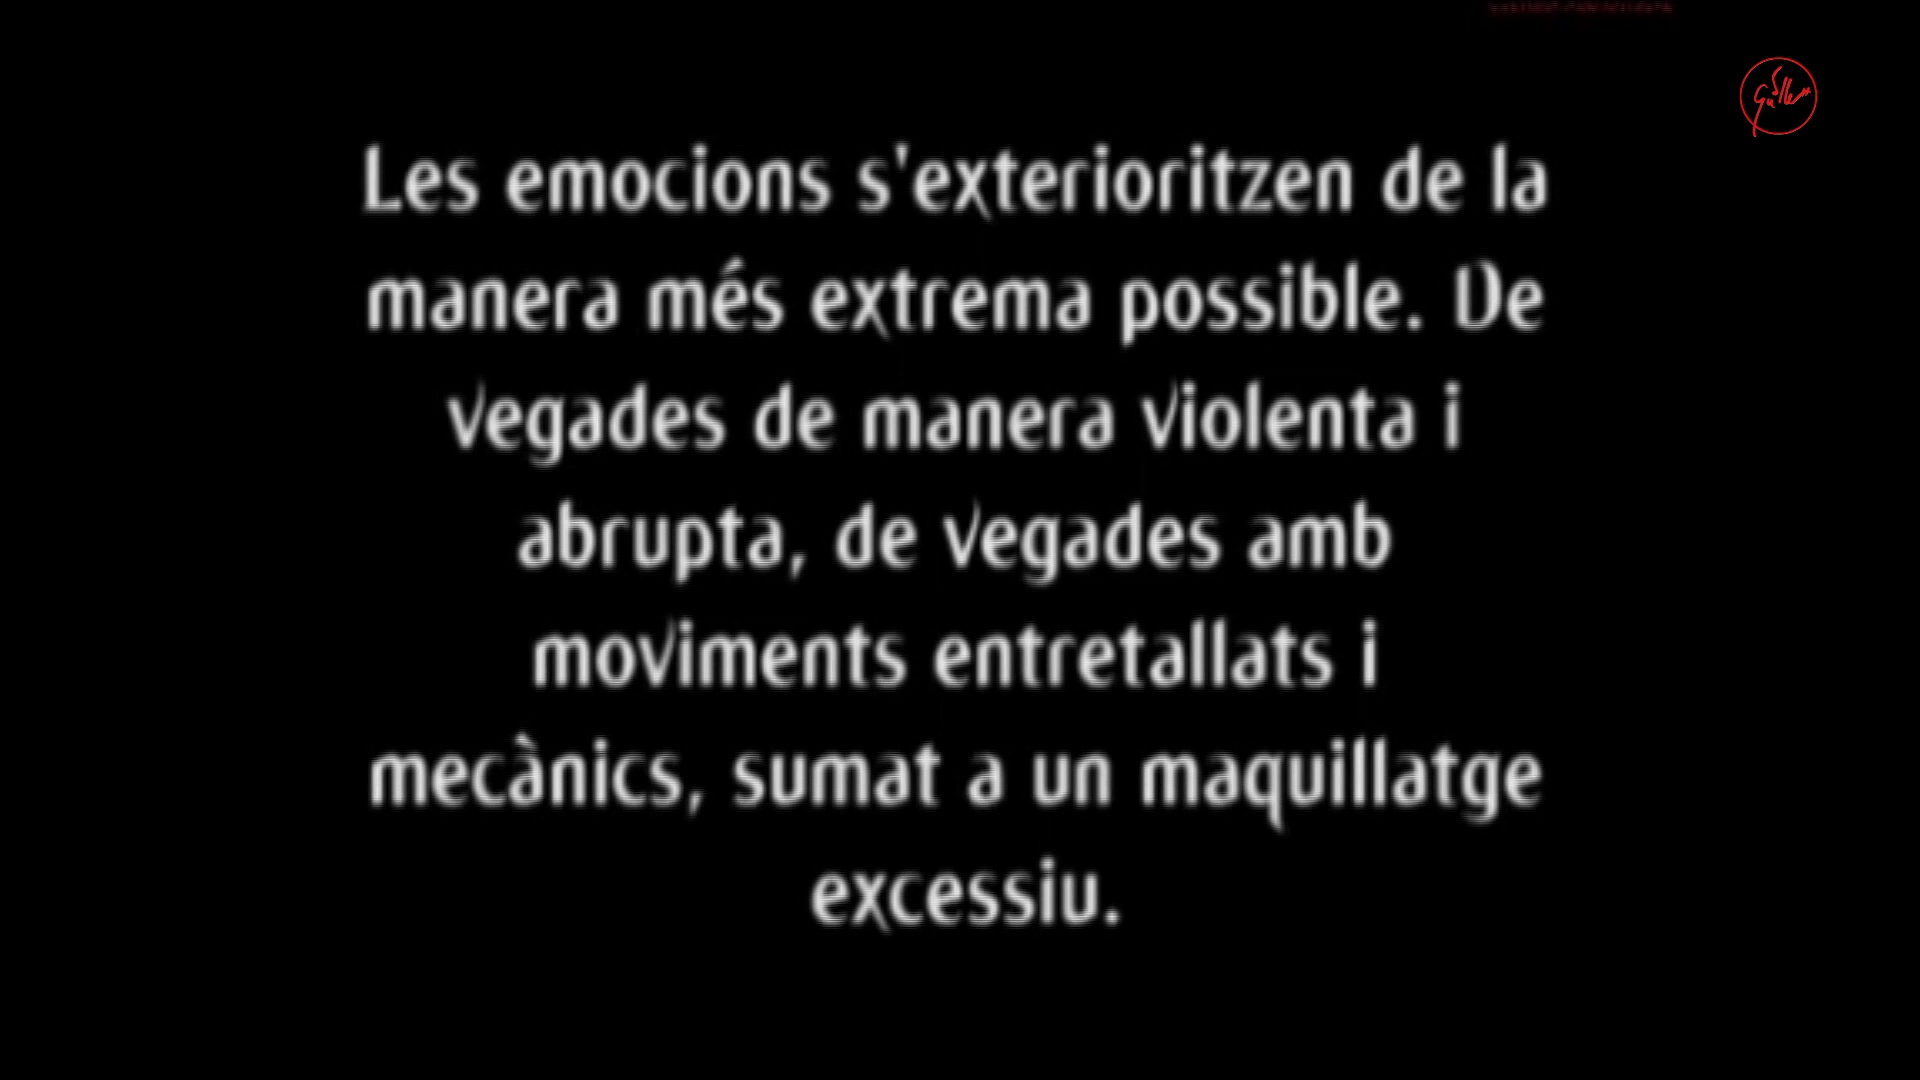 Les emocions s'exterioritzen de la
manera més extrema possible. De
vegades de manera violenta i
abrupta, de vegades amb
moviments entretallats i
mecànics, sumat a un maquillatge
excessiu.